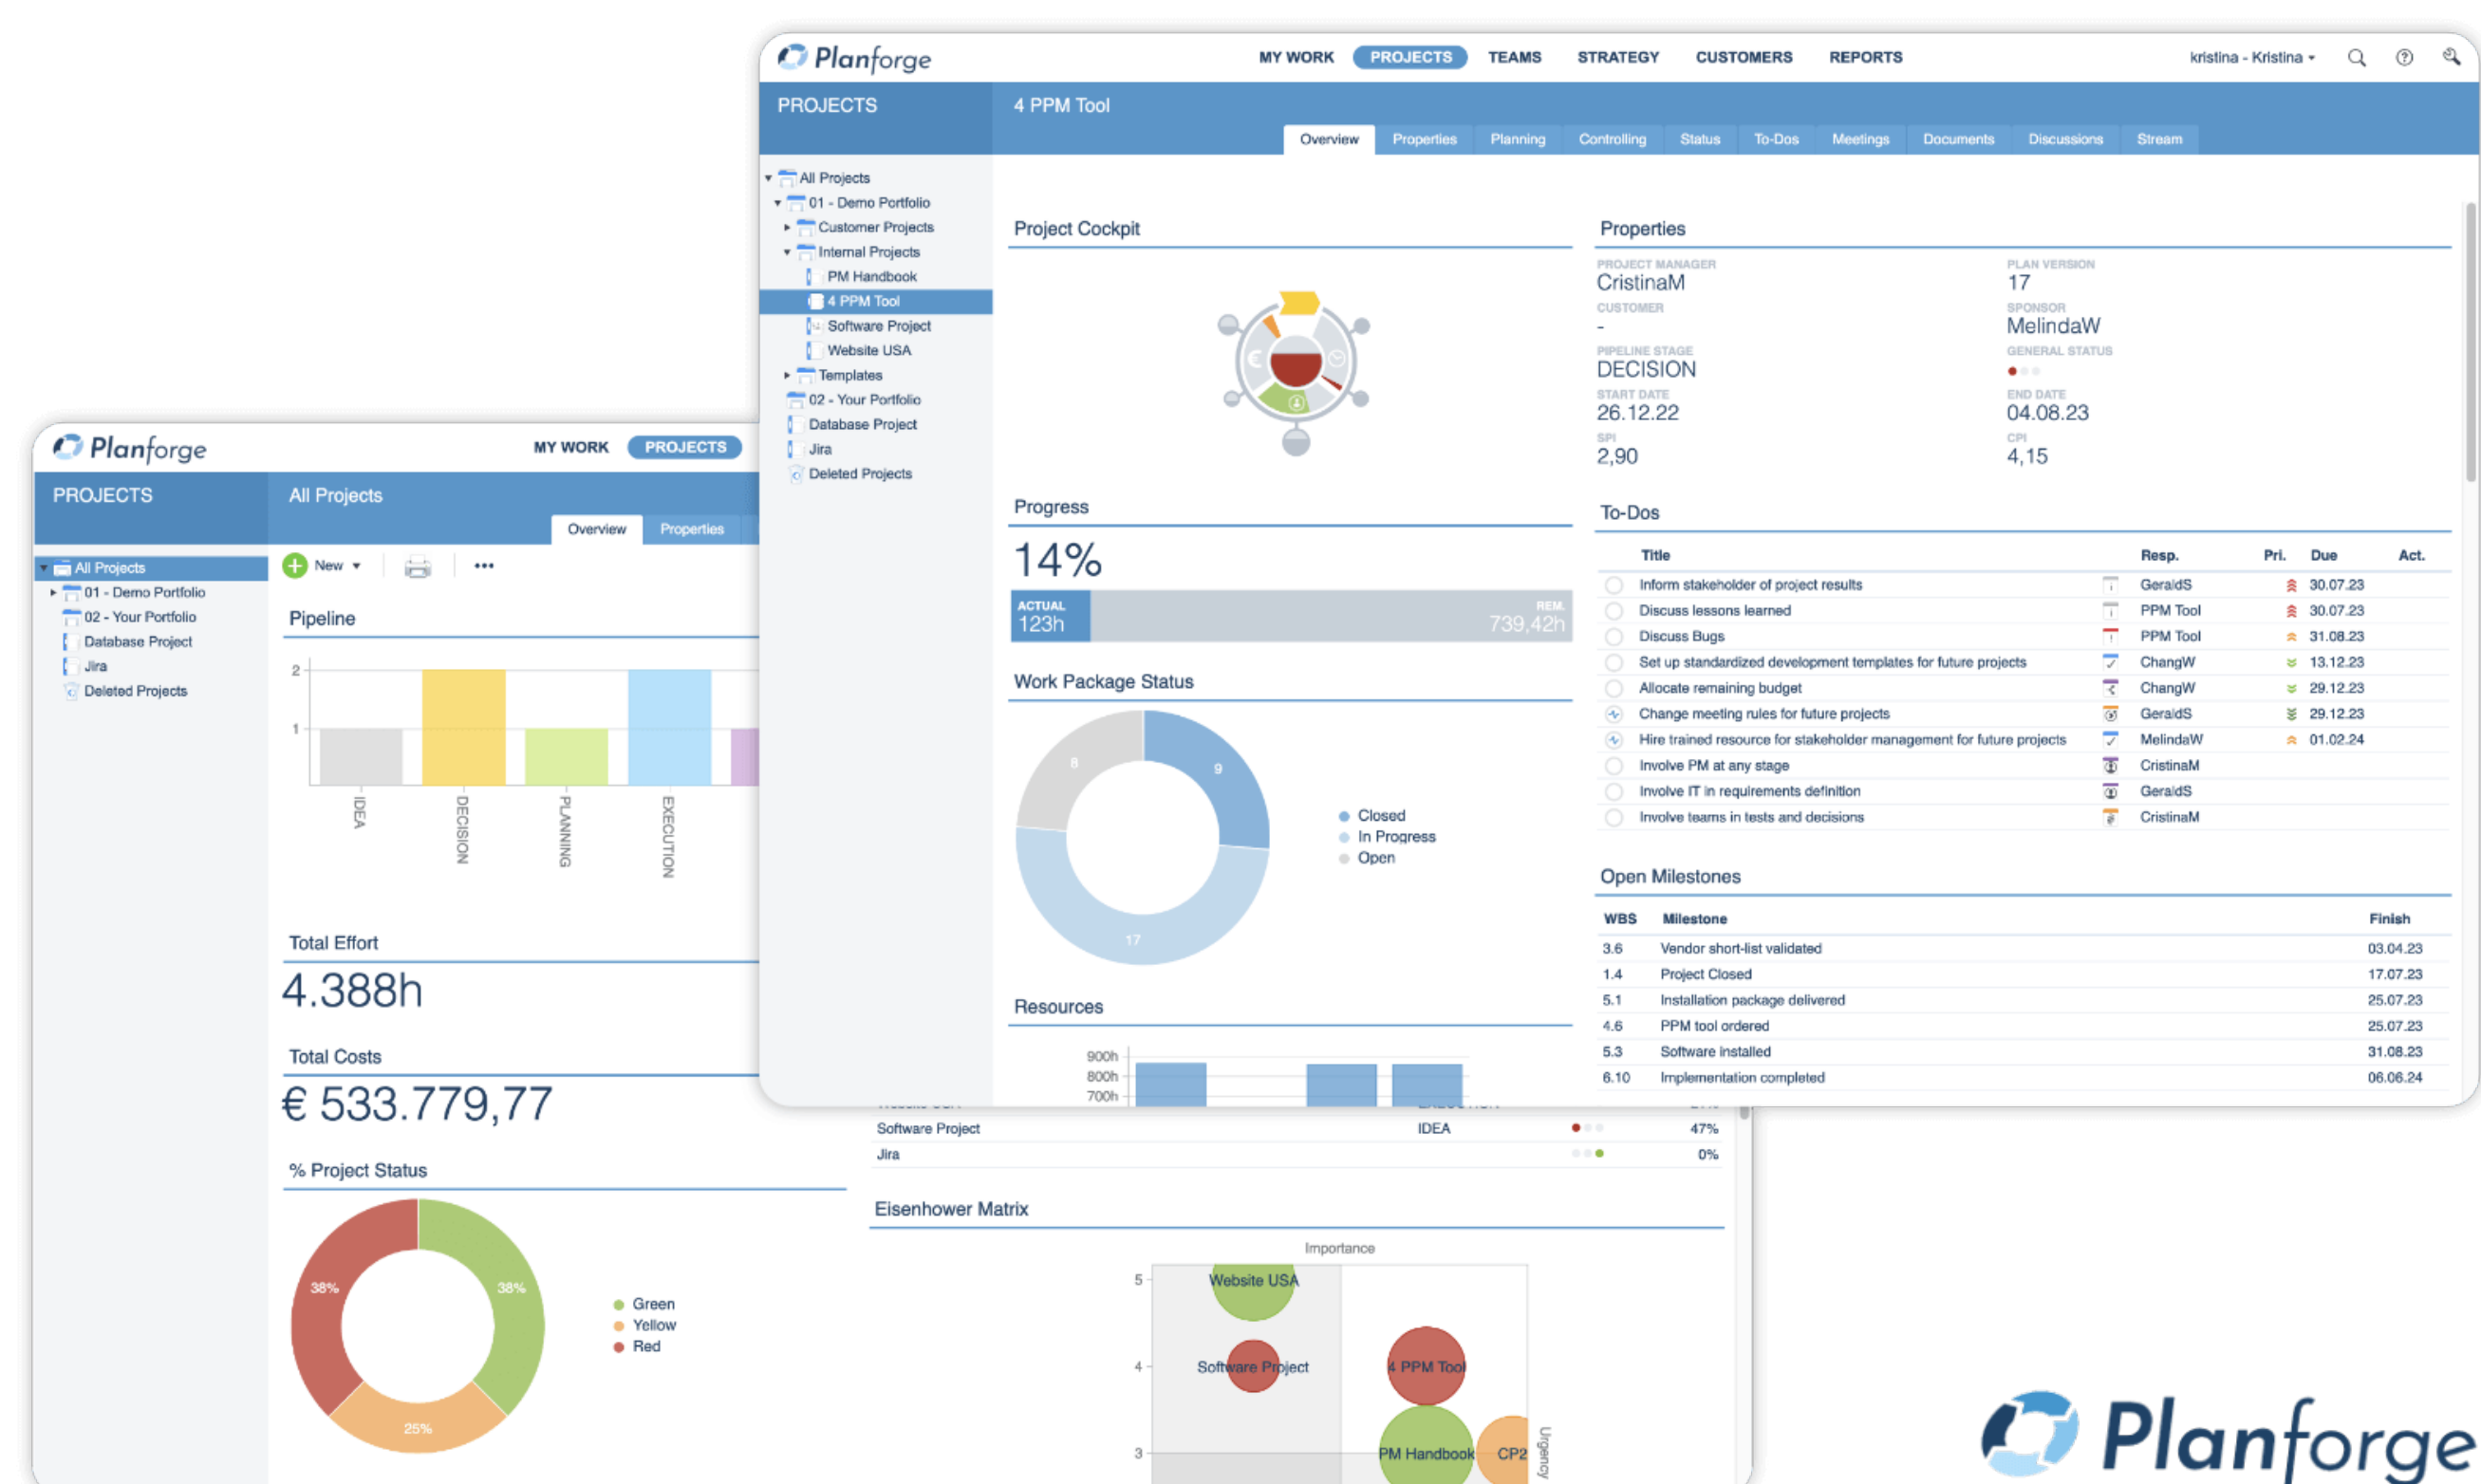 Planforge
MY WORK PROJECTS TEAMS STRATEGY CUSTOMERS REPORTS
kristina - Kristina
PROJECTS
4 PPM Tool
Overview Properties Planning Controlling Status To-Dos Meetings Documents Discussions Stream
All Projects
01 - Demo Portfolio
Customer Projects
Internal Projects
PM Handbook
4 PPM Tool
Software Project
Website USA
Templates
02 - Your Portfolio
Database Project
Jira
Deleted Projects
Project Cockpit
€
Progress
14%
ACTUAL REM.
123h 739,42h
Work Package Status
8 9
17
Closed
In Progress
Open
Resources
900h
800h
700h
Properties
PROJECT MANAGER PLAN VERSION
CristinaM 17
CUSTOMER SPONSOR
- MelindaW
PIPELINE STAGE GENERAL STATUS
DECISION
START DATE END DATE
26.12.22 04.08.23
SPI CPI
2,90 4,15
To-Dos
Title Resp. Pri. Due Act.
Inform stakeholder of project results GeraldS 30.07.23
Discuss lessons learned PPM Tool 30.07.23
Discuss Bugs PPM Tool 31.08.23
Set up standardized development templates for future projects ChangW 13.12.23
Allocate remaining budget ChangW 29.12.23
Change meeting rules for future projects GeraldS 29.12.23
Hire trained resource for stakeholder management for future projects MelindaW 01.02.24
Involve PM at any stage CristinaM
Involve IT in requirements definition GeraldS
Involve teams in tests and decisions CristinaM
Open Milestones
WBS Milestone Finish
3.6 Vendor short-list validated 03.04.23
1.4 Project Closed 17.07.23
5.1 Installation package delivered 25.07.23
4.6 PPM tool ordered 25.07.23
5.3 Software installed 31.08.23
6.10 Implementation completed 06.06.24
Planforge
MY WORK PROJECTS
PROJECTS
All Projects
Overview Properties
All Projects
01 - Demo Portfolio
02 - Your Portfolio
Database Project
Jira
Deleted Projects
New
Pipeline
2
1
IDEA
DECISION
PLANNING
EXECUTION
Total Effort
4.388h
Total Costs
€ 533.779,77
% Project Status
38% 38%
25%
Green
Yellow
Red
Software Project IDEA 47%
Jira 0%
Eisenhower Matrix
Importance
5 Website USA
4 Software Project 4 PPM Tool
3 PM Handbook CP2
Urgency
Planforge